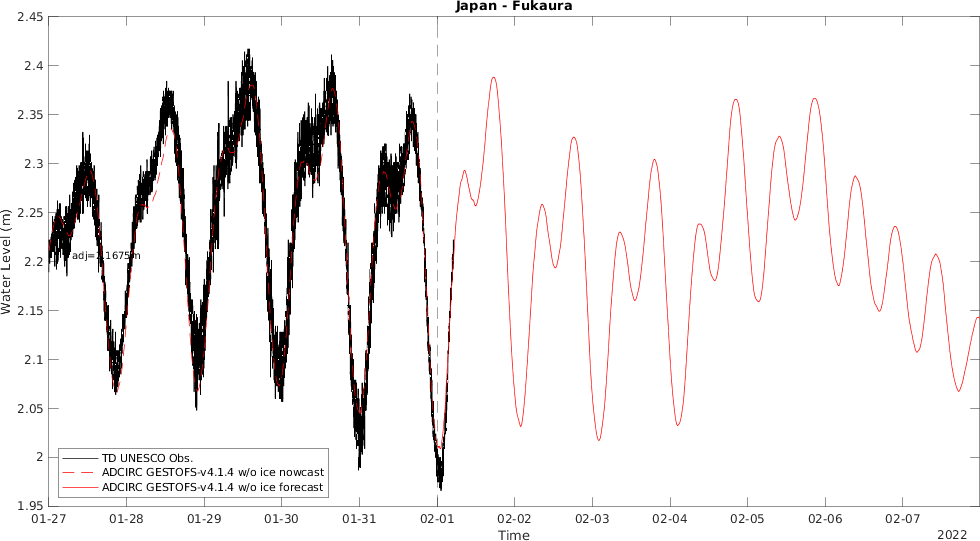 Japan - Fukaura
2.45
2.4
2.35
2.3
2.25
2.2
2.15
2.1
2.05
2
1.95
Water Level (m)
adj=2.1675m
TD UNESCO Obs.
ADCIRC GESTOFS-v4.1.4 w/o ice nowcast
ADCIRC GESTOFS-v4.1.4 w/o ice forecast
01-27 01-28 01-29 01-30 01-31 02-01 02-02 02-03 02-04 02-05 02-06 02-07
Time
2022